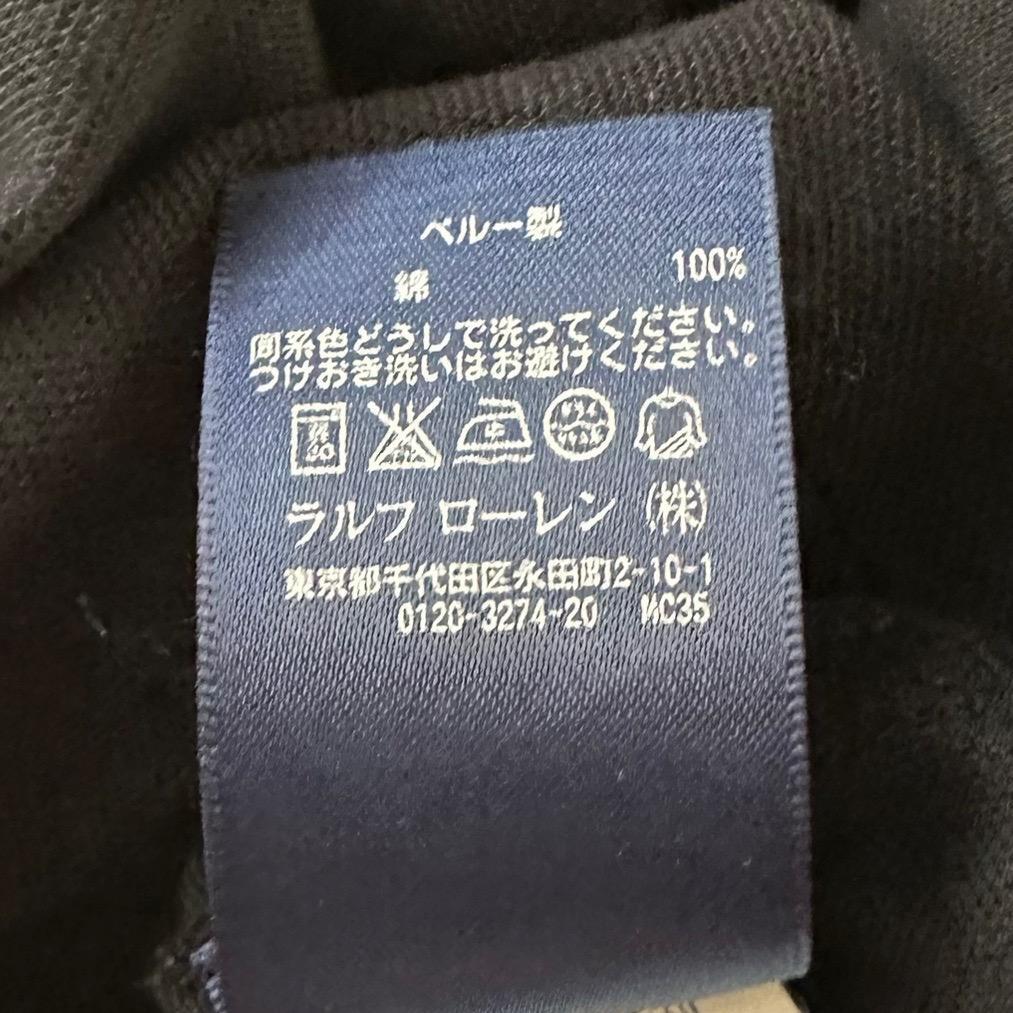 ペルー製
綿 100%
同系色どうしで洗ってください。
つけおき洗いはお避けください。
中
ラルフ ローレン (株)
東京都千代田区永田町2-10-1
0120-3274-20 WC35